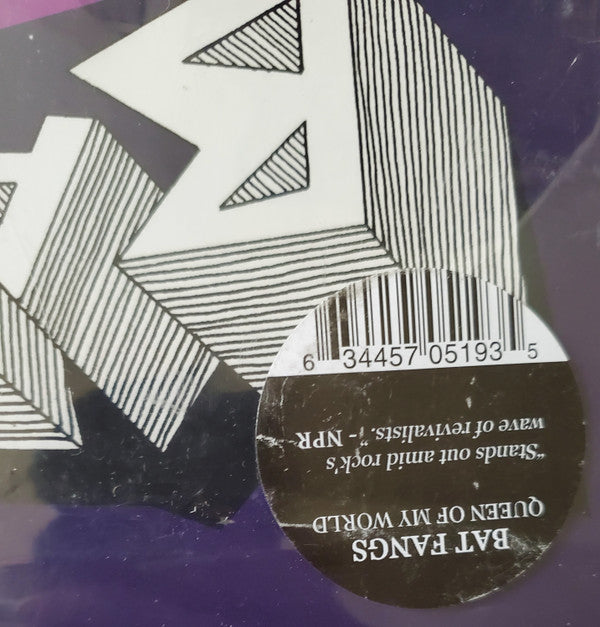 BAT FANGS
QUEEN OF MY WORLD
"Stands out amid rock's
wave of revivalists." - NPR
6 34457 05193 5